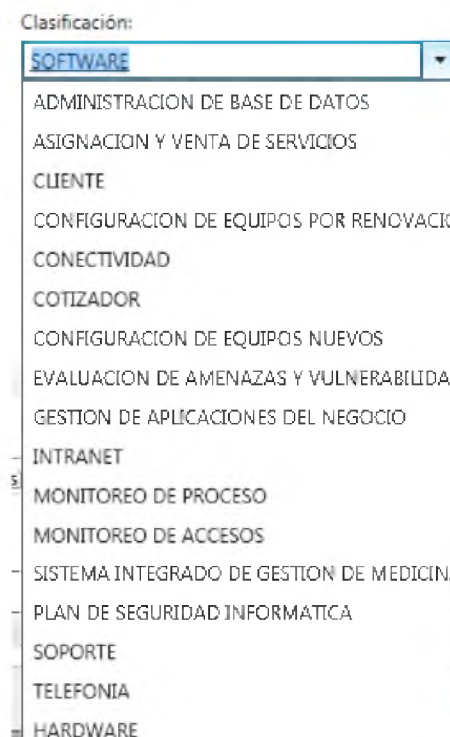 Clasificación:
SOFTWARE
ADMINISTRACION DE BASE DE DATOS
ASIGNACION Y VENTA DE SERVICIOS
CLIENTE
CONFIGURACION DE EQUIPOS POR RENOVACIO
CONECTIVIDAD
COTIZADOR
CONFIGURACION DE EQUIPOS NUEVOS
EVALUACION DE AMENAZAS Y VULNERABILIDA
GESTION DE APLICACIONES DEL NEGOCIO
INTRANET
MONITOREO DE PROCESO
MONITOREO DE ACCESOS
SISTEMA INTEGRADO DE GESTION DE MEDICIN
PLAN DE SEGURIDAD INFORMATICA
SOPORTE
TELEFONIA
HARDWARE